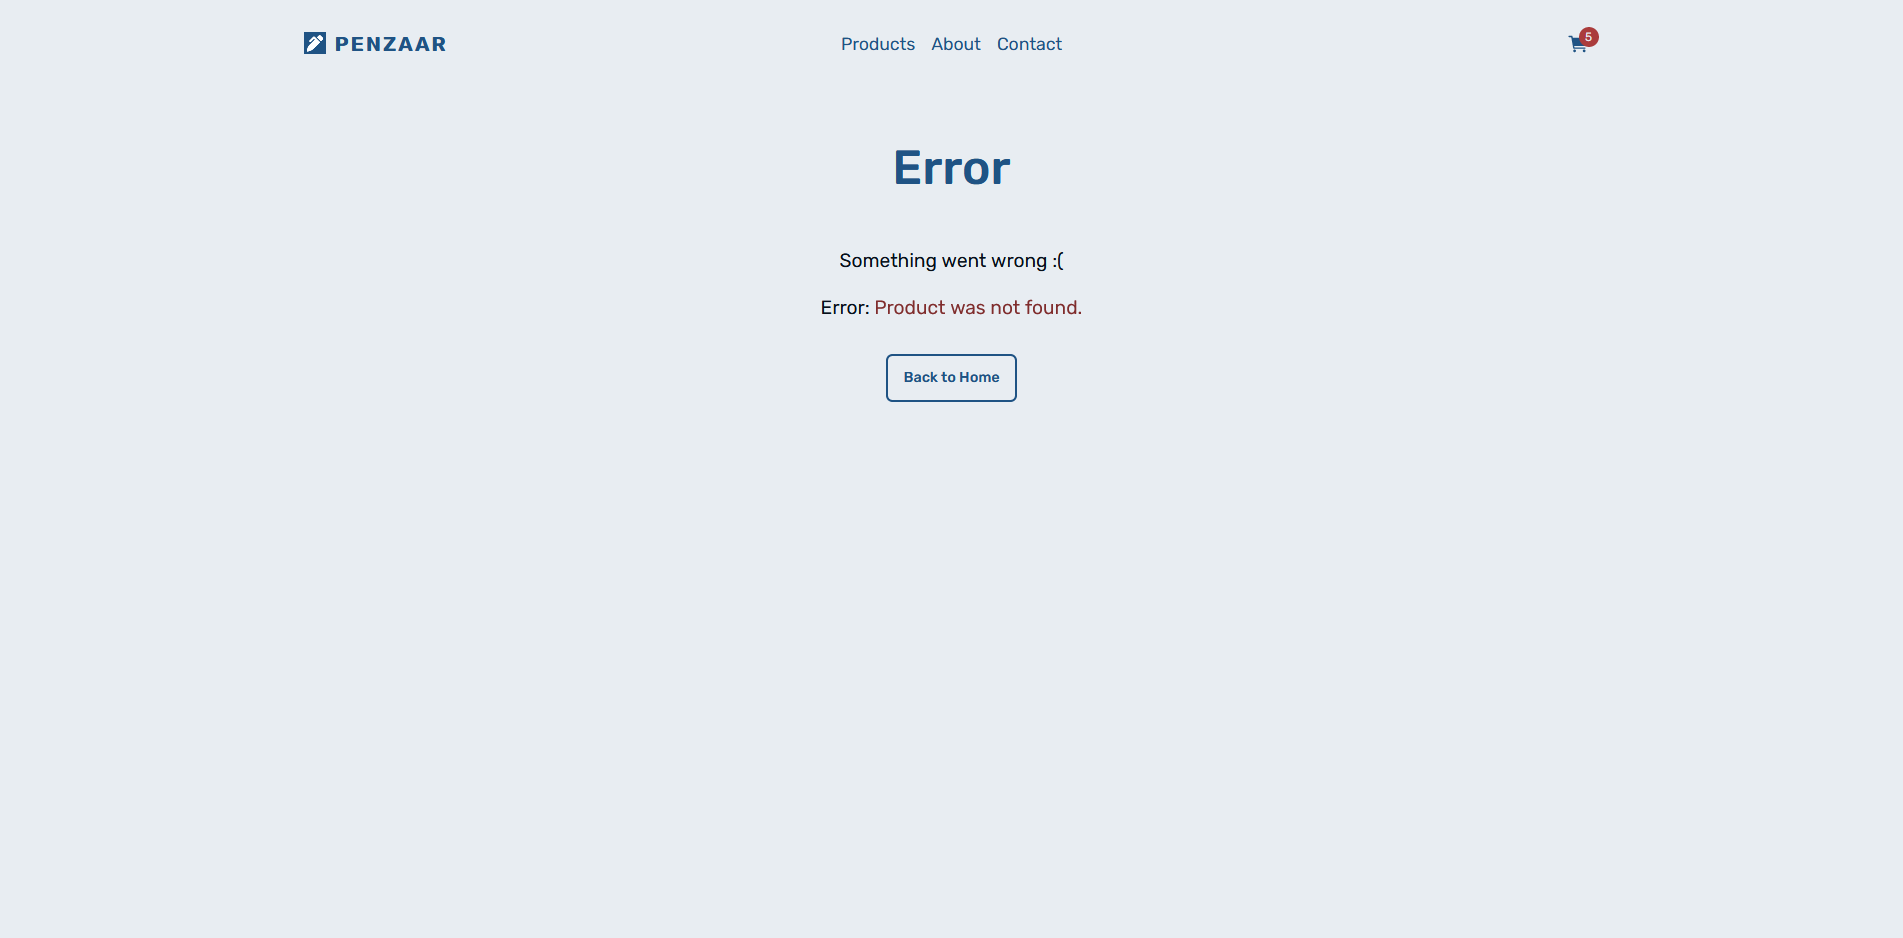 PENZAAR
Products About Contact
5
Error
Something went wrong :(
Error: Product was not found.
Back to Home